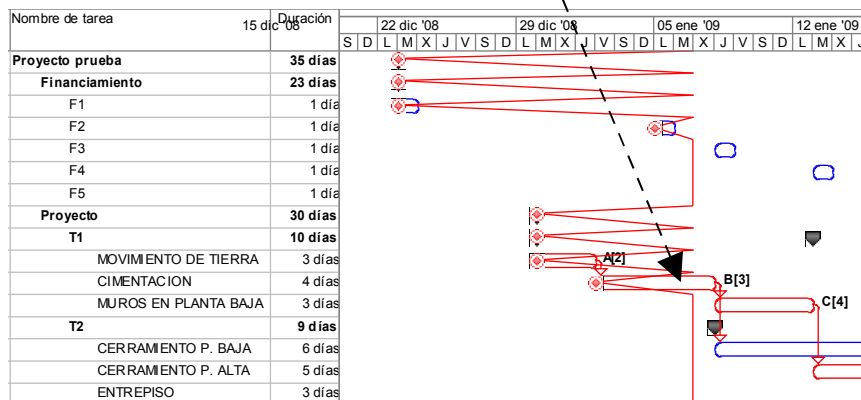 Nombre de tarea Duración 15 dic '08 22 dic '08 29 dic '08 05 ene '09 12 ene '09
S D L M X J V S D L M X J V S D L M X J V S D L M X J
Proyecto prueba 35 días
Financiamiento 23 días
F1 1 día
F2 1 día
F3 1 día
F4 1 día
F5 1 día
Proyecto 30 días
T1 10 días
MOVIMIENTO DE TIERRA 3 días A[2]
CIMENTACION 4 días B[3]
MUROS EN PLANTA BAJA 3 días C[4]
T2 9 días
CERRAMIENTO P. BAJA 6 días
CERRAMIENTO P. ALTA 5 días
ENTREPISO 3 días